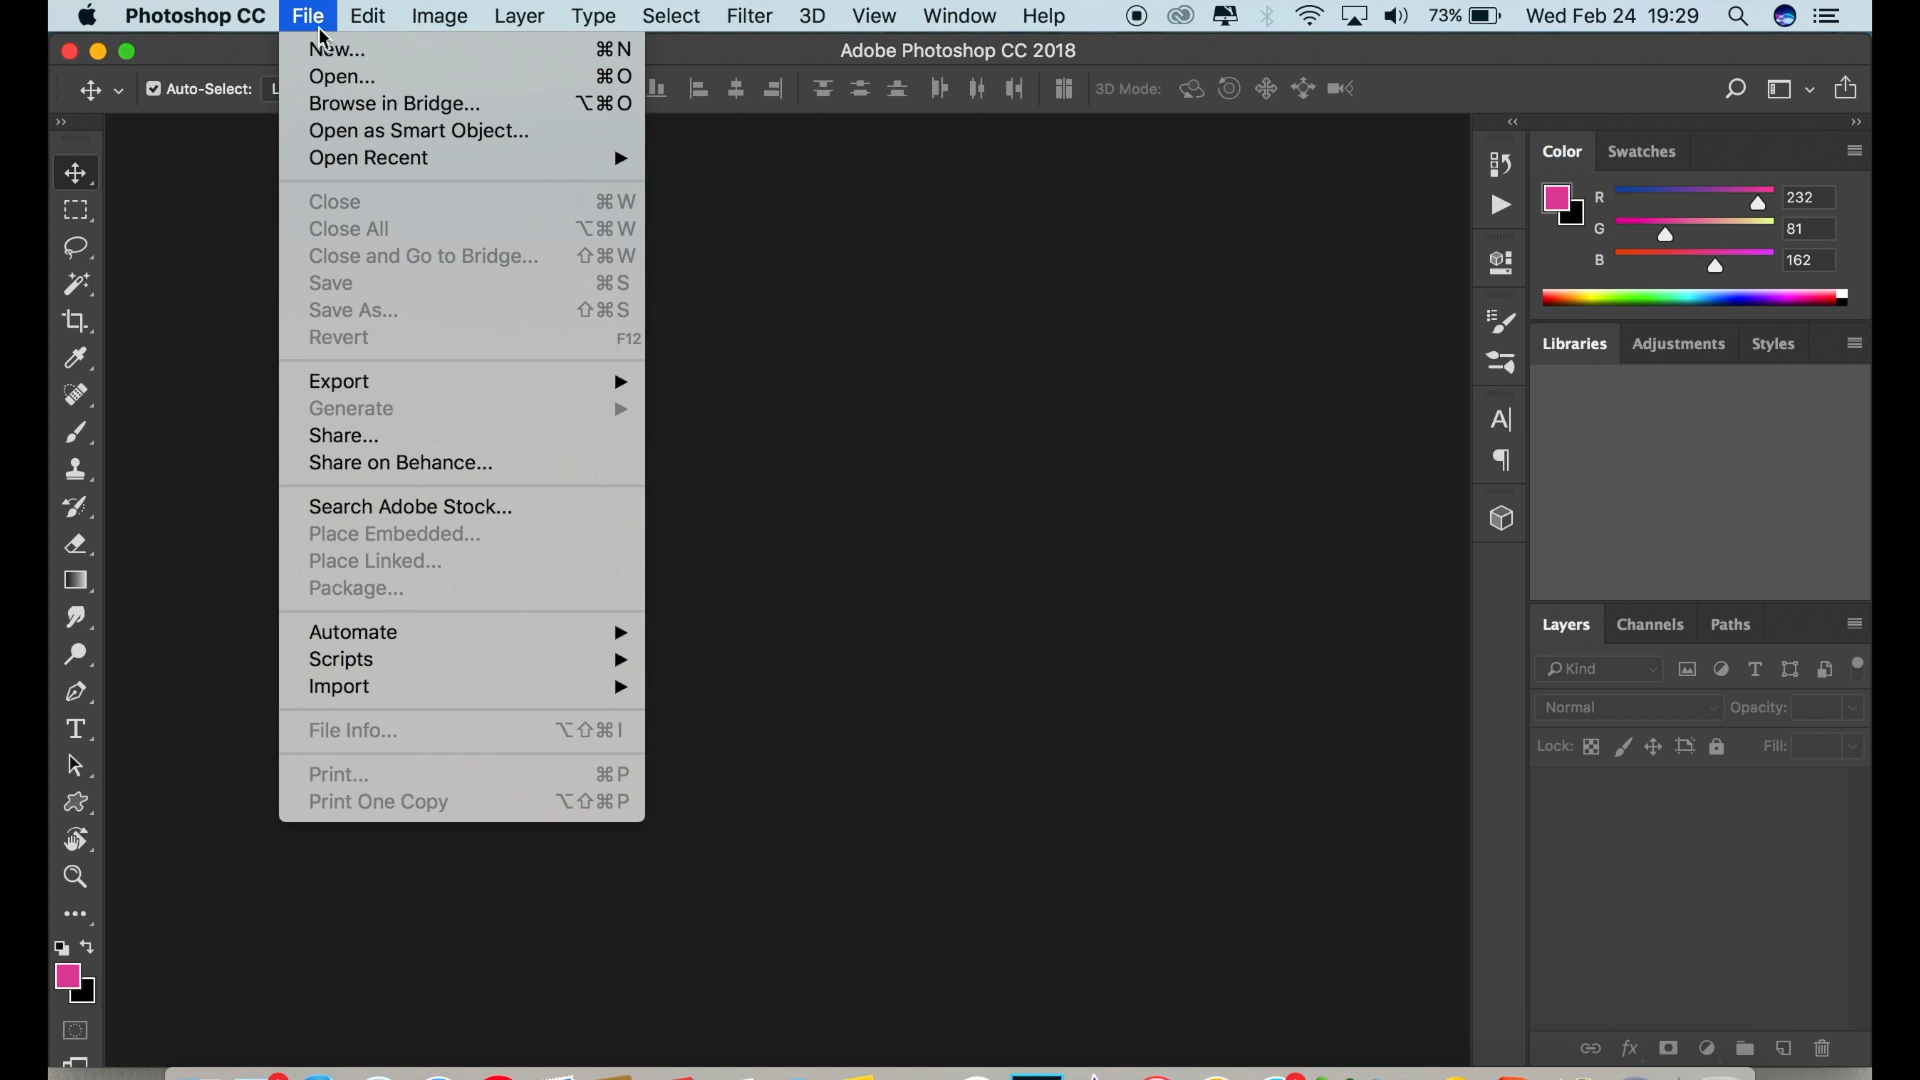 Photoshop CC File Edit Image Layer Type Select Filter 3D View Window Help 73% Wed Feb 24 19:29
Adobe Photoshop CC 2018
Auto-Select: 3D Mode:
New... ⌘N
Open... ⌘O
Browse in Bridge... ⌥⌘O
Open as Smart Object...
Open Recent ▶
Close ⌘W
Close All ⌥⌘W
Close and Go to Bridge... ⇧⌘W
Save ⌘S
Save As... ⇧⌘S
Revert F12
Export ▶
Generate ▶
Share...
Share on Behance...
Search Adobe Stock...
Place Embedded...
Place Linked...
Package...
Automate ▶
Scripts ▶
Import ▶
File Info... ⌥⇧⌘I
Print... ⌘P
Print One Copy ⌥⇧⌘P
Color Swatches
R 232
G 81
B 162
Libraries Adjustments Styles
Layers Channels Paths
Kind
Normal Opacity:
Lock: Fill: